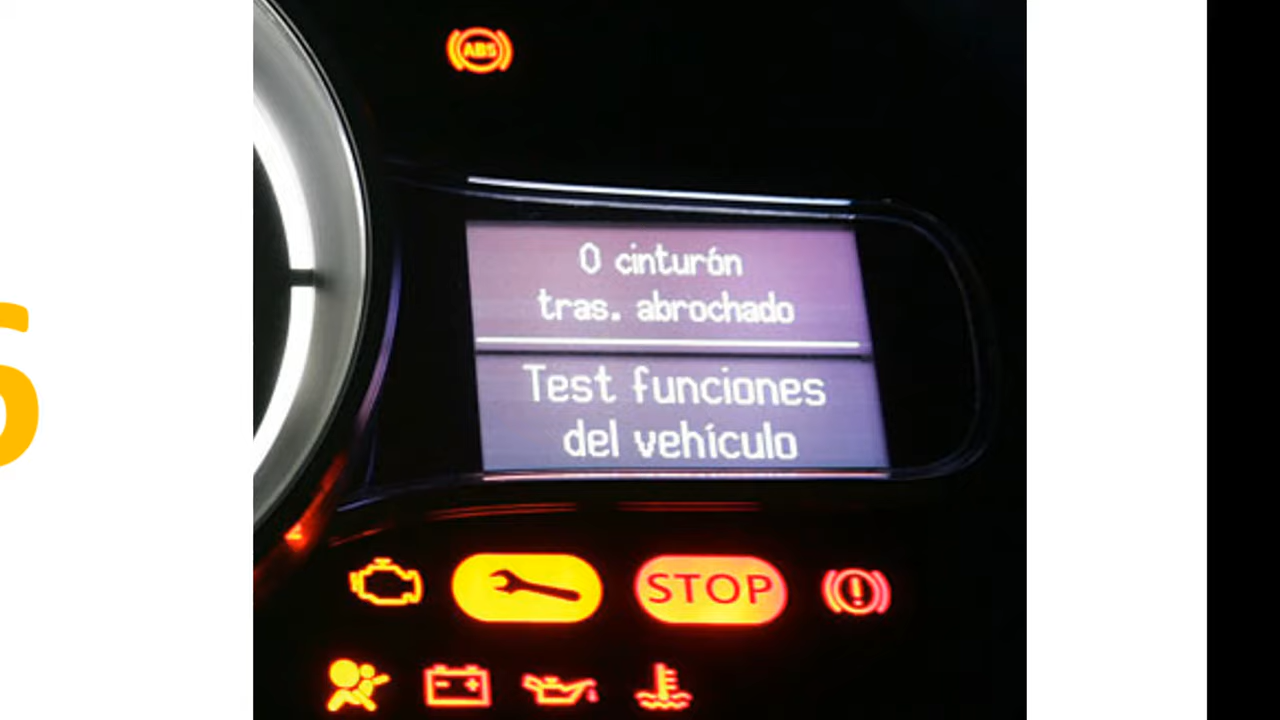 ABS
0 cinturón
tras. abrochado
Test funciones
del vehículo
STOP